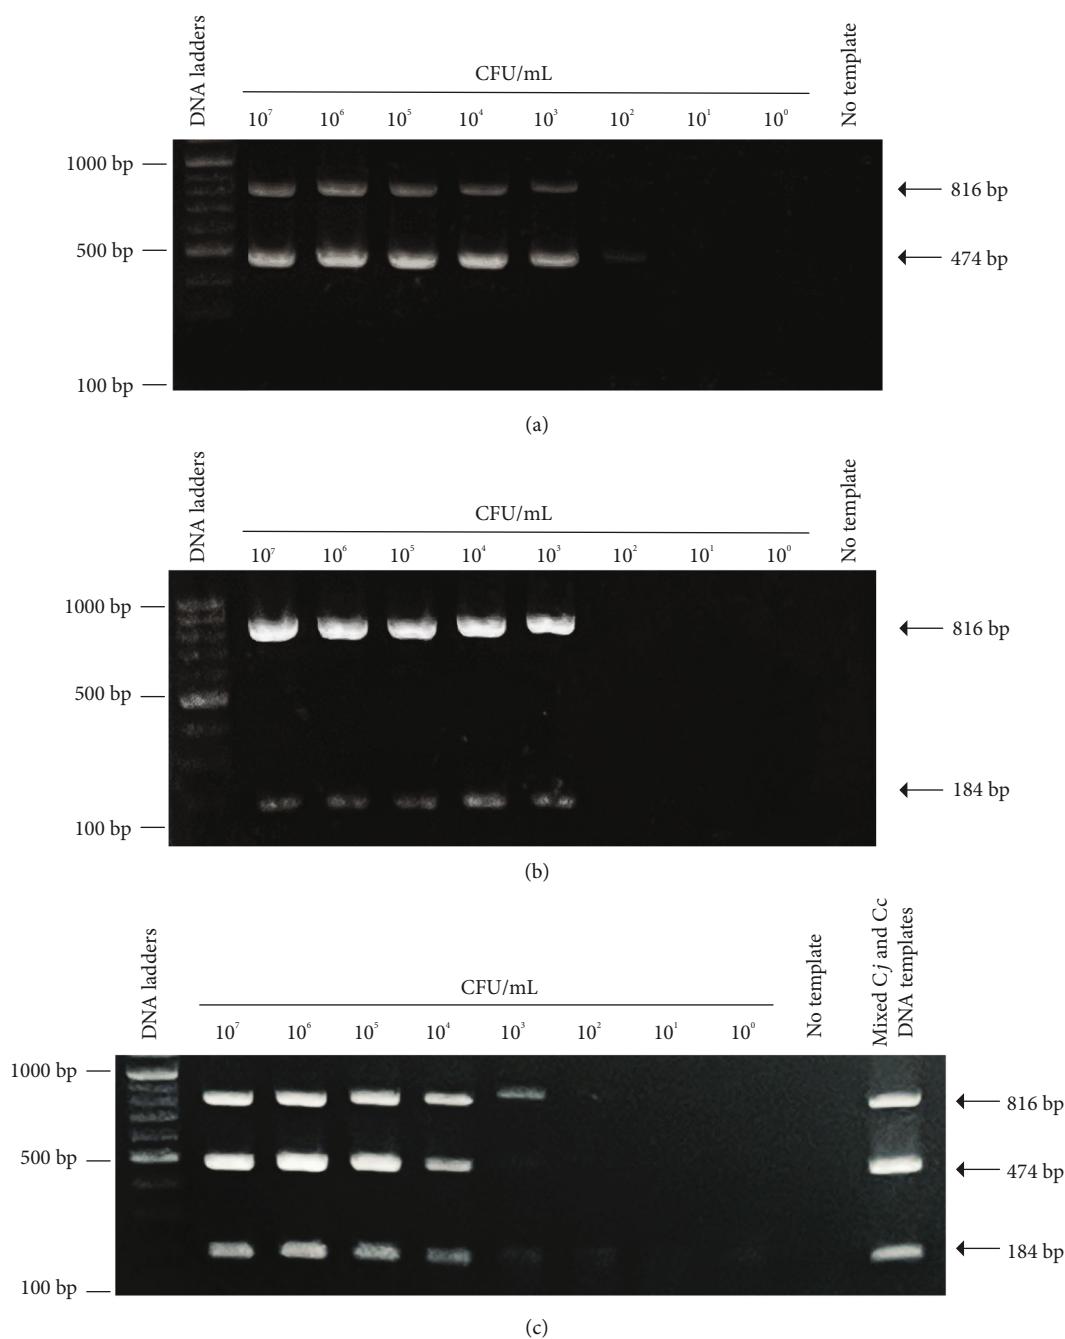 DNA ladders
CFU/mL
No template
10⁷ 10⁶ 10⁵ 10⁴ 10³ 10² 10¹ 10⁰
1000 bp
816 bp
500 bp
474 bp
100 bp
(a)
DNA ladders
CFU/mL
No template
10⁷ 10⁶ 10⁵ 10⁴ 10³ 10² 10¹ 10⁰
1000 bp
816 bp
500 bp
184 bp
100 bp
(b)
DNA ladders
CFU/mL
No template
Mixed Cj and Cc
DNA templates
10⁷ 10⁶ 10⁵ 10⁴ 10³ 10² 10¹ 10⁰
1000 bp
816 bp
500 bp
474 bp
184 bp
100 bp
(c)